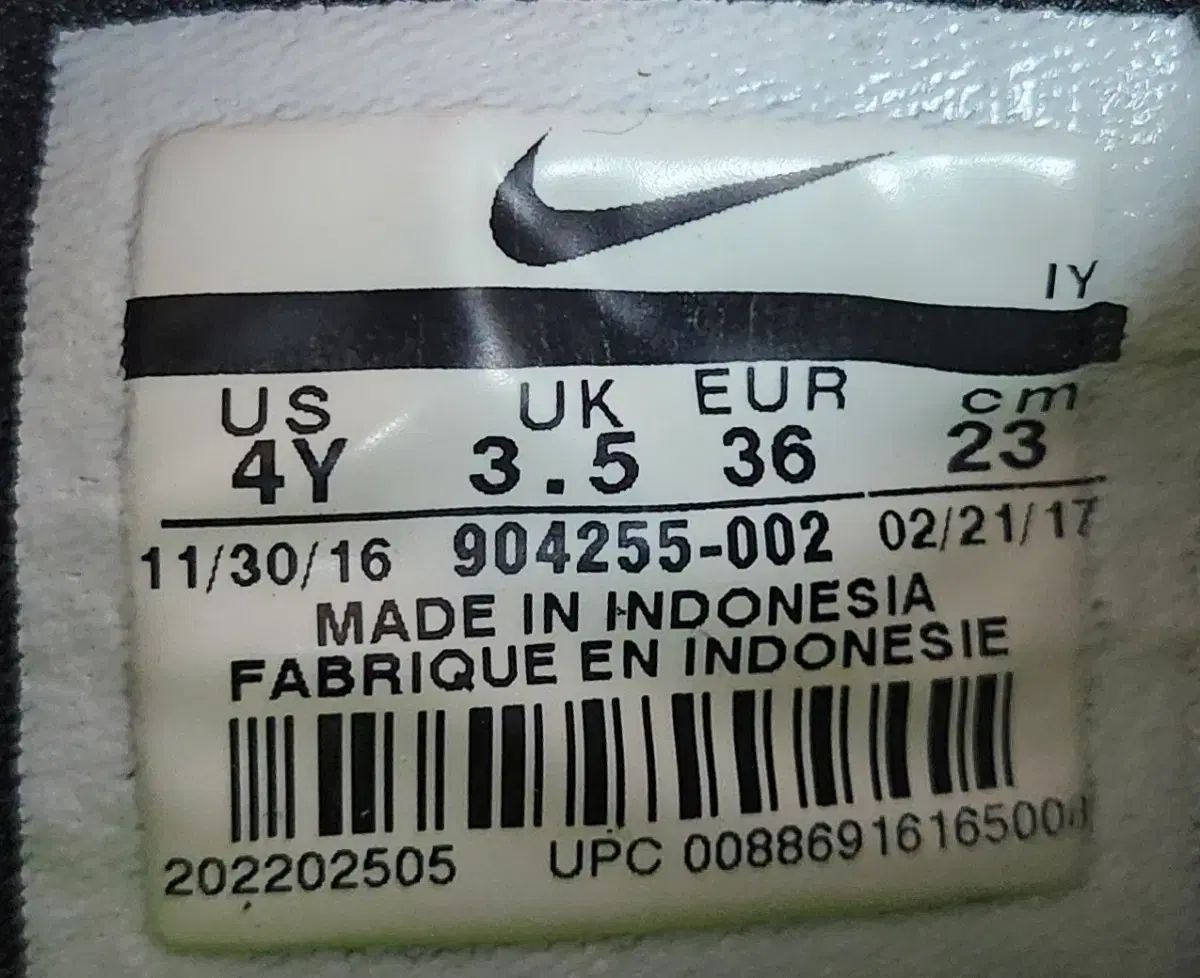 IY
US UK EUR cm
4Y 3.5 36 23
11/30/16 904255-002 02/21/17
MADE IN INDONESIA
FABRIQUE EN INDONESIE
202202505 UPC